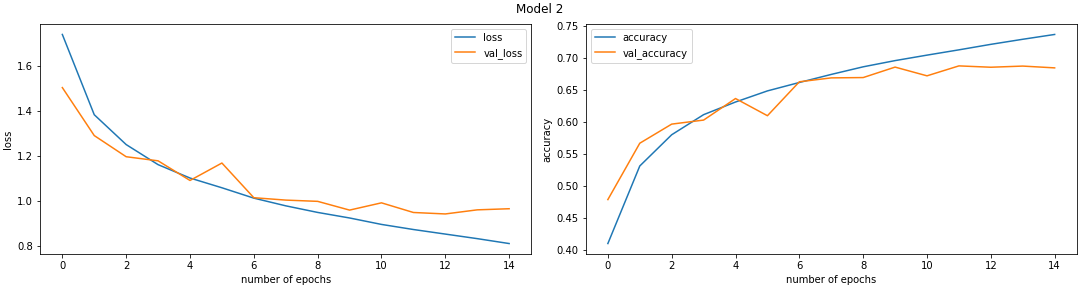 Model 2
loss
val_loss
1.6
1.4
1.2
1.0
0.8
loss
0 2 4 6 8 10 12 14
number of epochs
accuracy
val_accuracy
0.75
0.70
0.65
0.60
0.55
0.50
0.45
0.40
accuracy
0 2 4 6 8 10 12 14
number of epochs